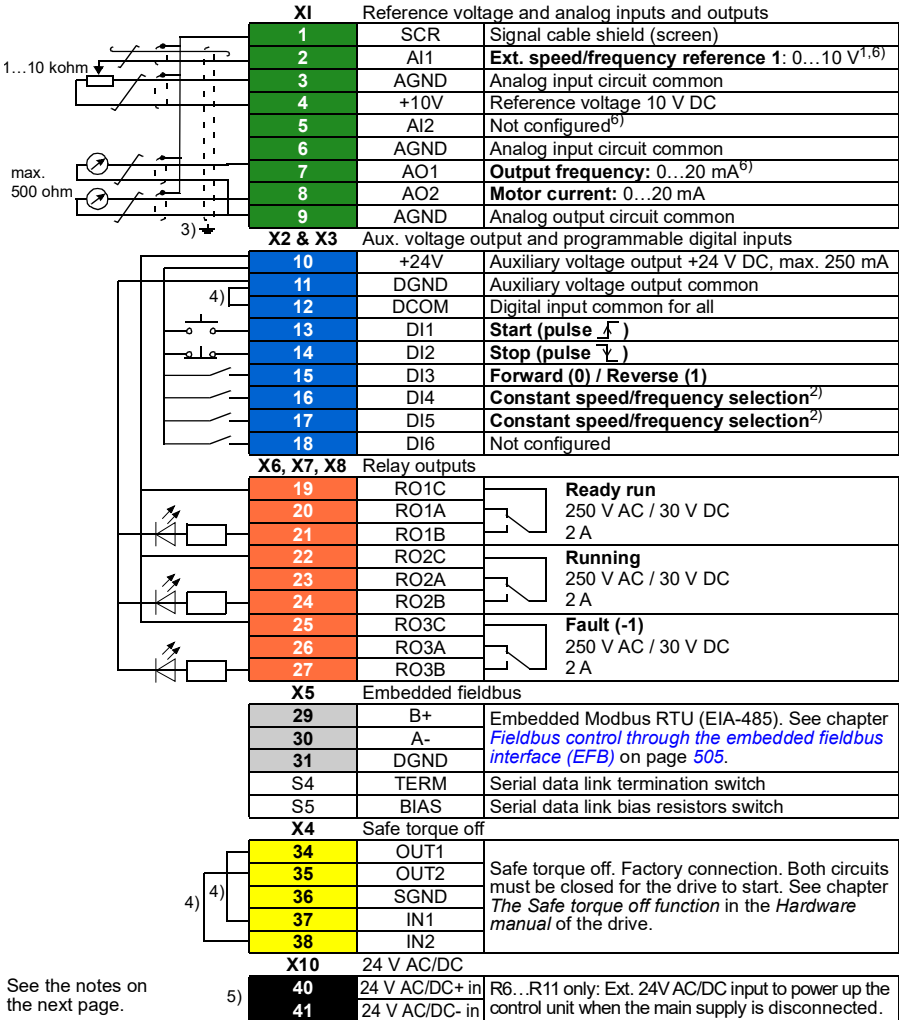 XI Reference voltage and analog inputs and outputs
1 SCR Signal cable shield (screen)
2 AI1 Ext. speed/frequency reference 1: 0…10 V1,6)
1…10 kohm
3 AGND Analog input circuit common
4 +10V Reference voltage 10 V DC
5 AI2 Not configured6)
6 AGND Analog input circuit common
7 AO1 Output frequency: 0…20 mA6)
max.
500 ohm
8 AO2 Motor current: 0…20 mA
9 AGND Analog output circuit common
3)
X2 & X3 Aux. voltage output and programmable digital inputs
10 +24V Auxiliary voltage output +24 V DC, max. 250 mA
11 DGND Auxiliary voltage output common
4)
12 DCOM Digital input common for all
13 DI1 Start (pulse )
14 DI2 Stop (pulse )
15 DI3 Forward (0) / Reverse (1)
16 DI4 Constant speed/frequency selection2)
17 DI5 Constant speed/frequency selection2)
18 DI6 Not configured
X6, X7, X8 Relay outputs
19 RO1C Ready run
20 RO1A 250 V AC / 30 V DC
21 RO1B 2 A
22 RO2C Running
23 RO2A 250 V AC / 30 V DC
24 RO2B 2 A
25 RO3C Fault (-1)
26 RO3A 250 V AC / 30 V DC
27 RO3B 2 A
X5 Embedded fieldbus
29 B+ Embedded Modbus RTU (EIA-485). See chapter
30 A- Fieldbus control through the embedded fieldbus
31 DGND interface (EFB) on page 505.
S4 TERM Serial data link termination switch
S5 BIAS Serial data link bias resistors switch
X4 Safe torque off
34 OUT1
35 OUT2 Safe torque off. Factory connection. Both circuits
36 SGND must be closed for the drive to start. See chapter
4) 4)
37 IN1 The Safe torque off function in the Hardware
38 IN2 manual of the drive.
X10 24 V AC/DC
See the notes on
the next page.
5)
40 24 V AC/DC+ in R6…R11 only: Ext. 24V AC/DC input to power up the
41 24 V AC/DC- in control unit when the main supply is disconnected.